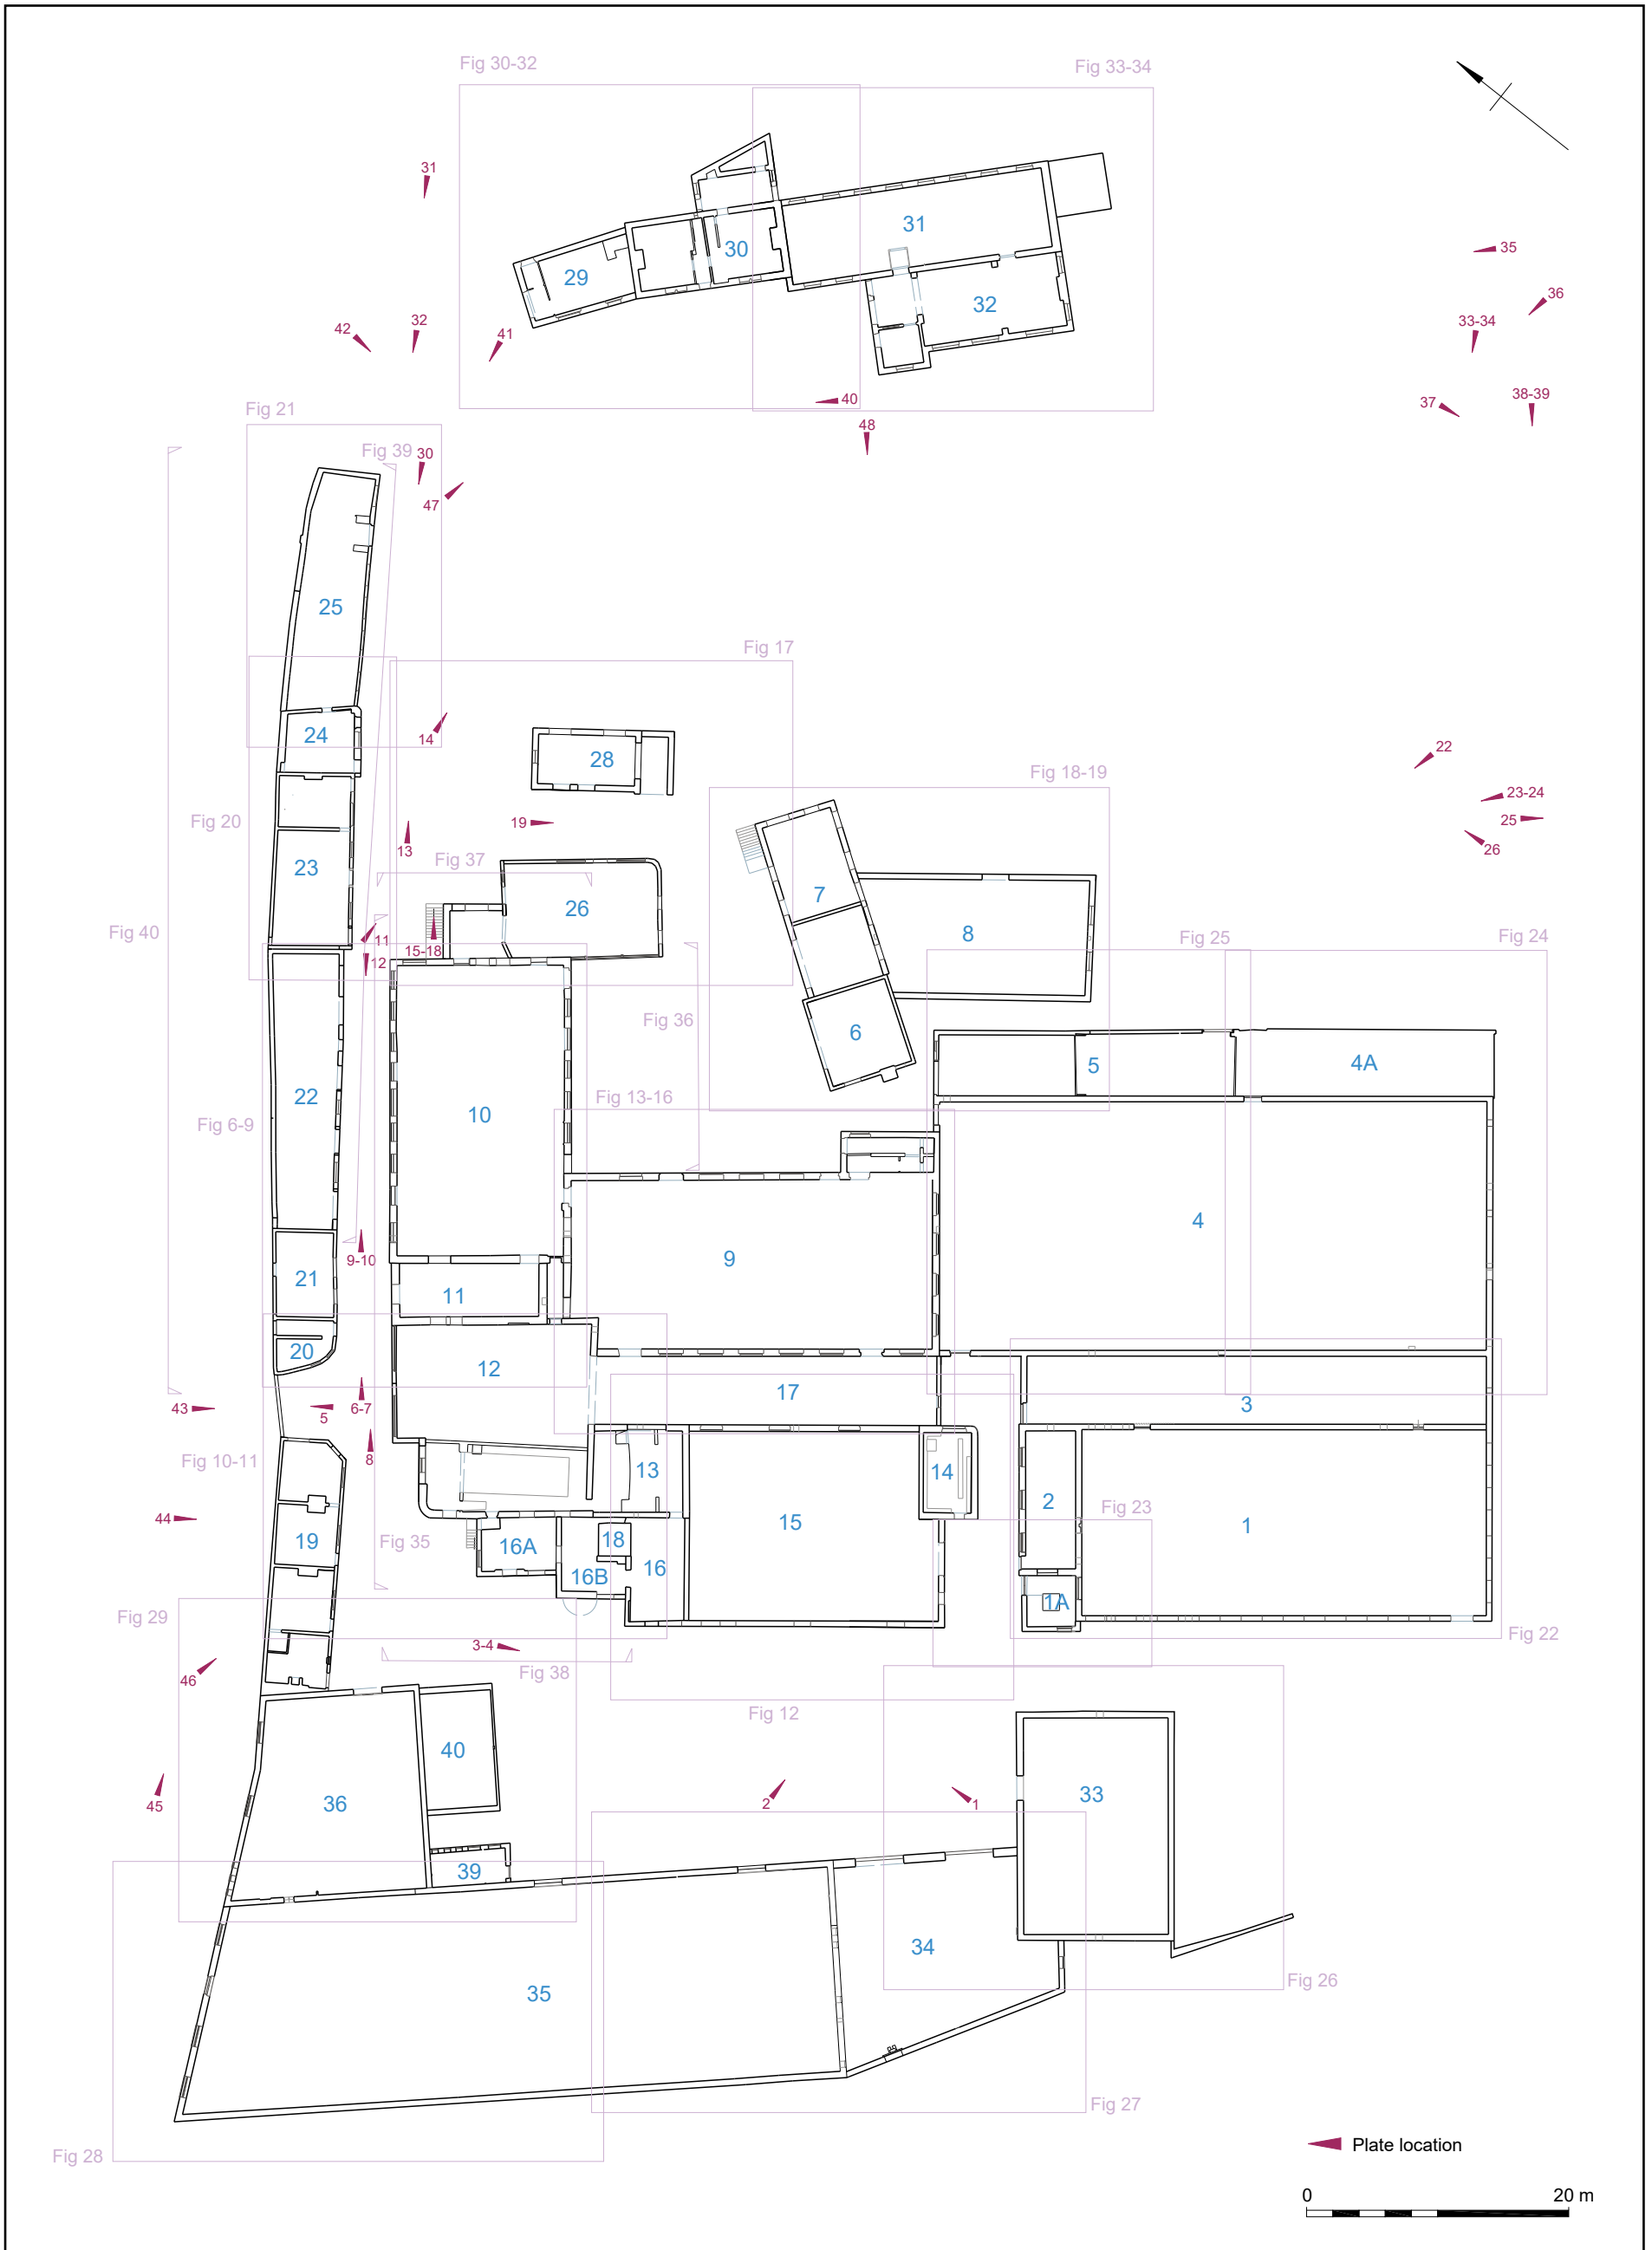 Fig 30-32
Fig 33-34
31
31
30
29
35
32
36
42
32
41
33-34
40
37
38-39
Fig 21
48
Fig 39
30
47
25
Fig 17
24
14
28
22
Fig 18-19
23-24
Fig 20
19
25
13
26
Fig 37
23
7
26
Fig 40
11
15-18
8
Fig 25
Fig 24
12
Fig 36
6
5
4A
22
10
Fig 13-16
Fig 6-9
4
9-10
9
21
11
20
12
17
43
5
6-7
3
8
Fig 10-11
13
14
2
Fig 23
44
19
Fig 35
16A
18
15
1
16B
16
1A
Fig 29
3-4
Fig 38
Fig 22
46
Fig 12
40
33
45
36
2
1
39
34
35
Fig 26
Fig 27
Fig 28
Plate location
0
20 m